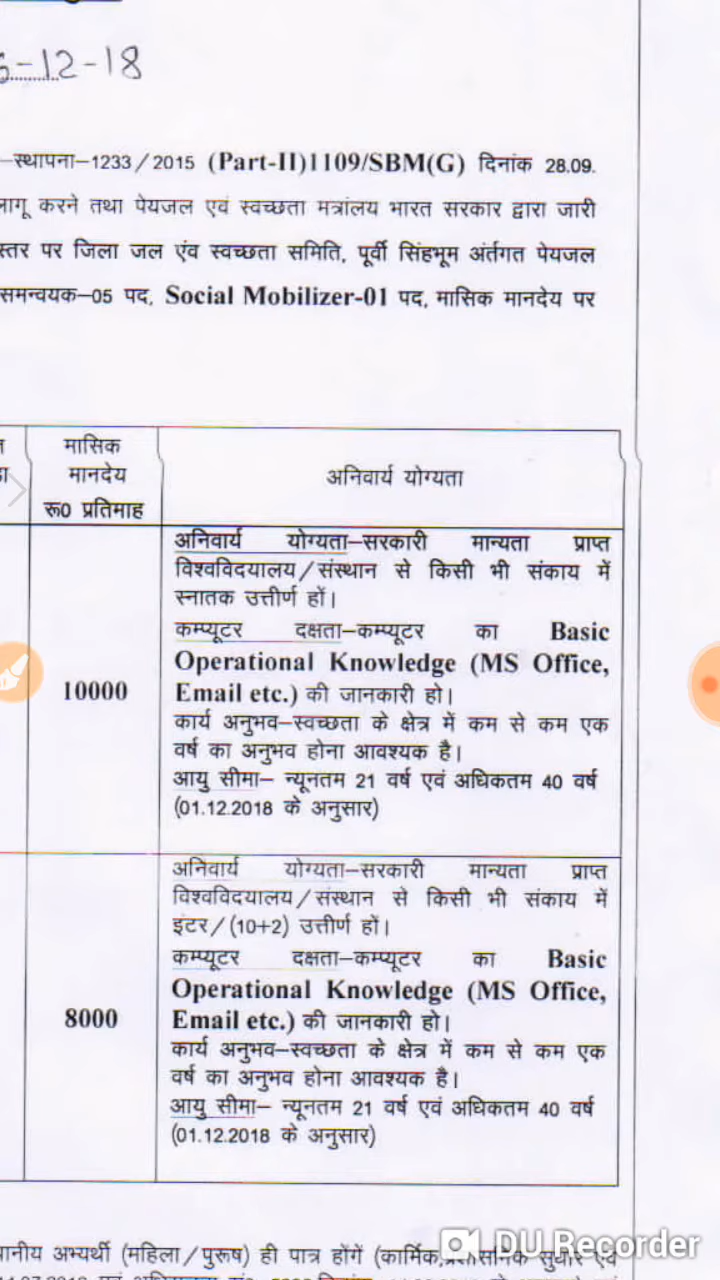 -12-18
-स्थापना-1233/2015 (Part-II)1109/SBM(G) दिनांक 28.09.
लागू करने तथा पेयजल एवं स्वच्छता मत्रांलय भारत सरकार द्वारा जारी
स्तर पर जिला जल एंव स्वच्छता समिति, पूर्वी सिंहभूम अंर्तगत पेयजल
समन्वयक-05 पद, Social Mobilizer-01 पद, मासिक मानदेय पर
मासिक
मानदेय
रू0 प्रतिमाह
अनिवार्य योग्यता
10000
अनिवार्य योग्यता-सरकारी मान्यता प्राप्त
विश्वविदयालय/संस्थान से किसी भी संकाय में
स्नातक उत्तीर्ण हों।
कम्प्यूटर दक्षता-कम्प्यूटर का Basic
Operational Knowledge (MS Office,
Email etc.) की जानकारी हो।
कार्य अनुभव-स्वच्छता के क्षेत्र में कम से कम एक
वर्ष का अनुभव होना आवश्यक है।
आयु सीमा- न्यूनतम 21 वर्ष एवं अधिकतम 40 वर्ष
(01.12.2018 के अनुसार)
8000
अनिवार्य योग्यता-सरकारी मान्यता प्राप्त
विश्वविदयालय/संस्थान से किसी भी संकाय में
इंटर/(10+2) उत्तीर्ण हों।
कम्प्यूटर दक्षता-कम्प्यूटर का Basic
Operational Knowledge (MS Office,
Email etc.) की जानकारी हो।
कार्य अनुभव-स्वच्छता के क्षेत्र में कम से कम एक
वर्ष का अनुभव होना आवश्यक है।
आयु सीमा- न्यूनतम 21 वर्ष एवं अधिकतम 40 वर्ष
(01.12.2018 के अनुसार)
अभ्यर्थी (महिला/पुरूष) ही पात्र होंगें (कार्मिक, सुधार एवं
DU Recorder